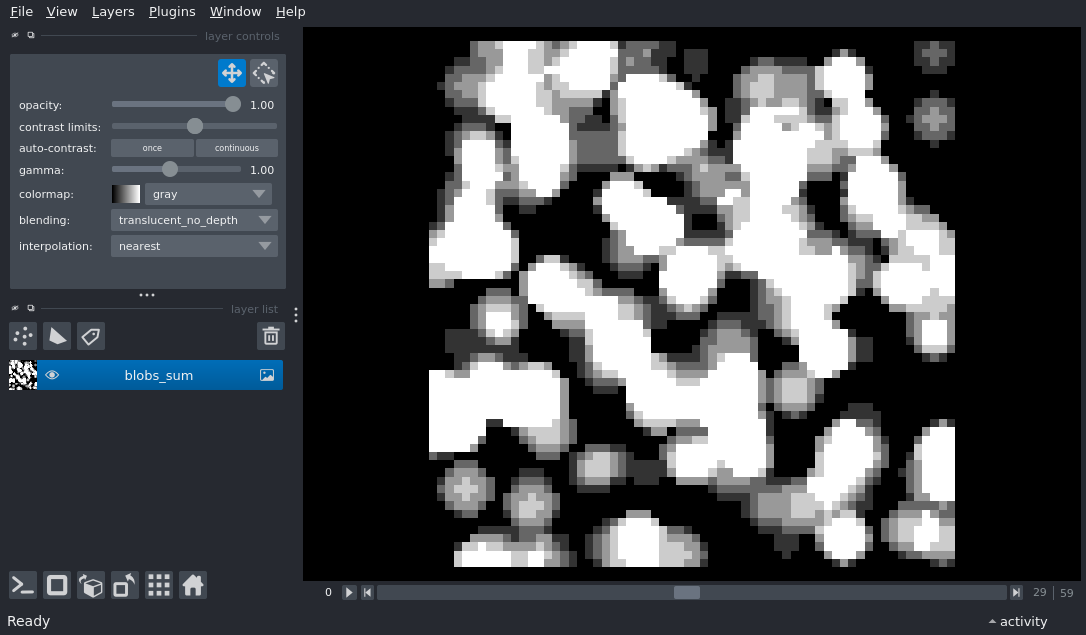 File View Layers Plugins Window Help
layer controls
opacity: 1.00
contrast limits:
auto-contrast: once continuous
gamma: 1.00
colormap: gray
blending: translucent_no_depth
interpolation: nearest
layer list
blobs_sum
0 29 | 59
Ready activity